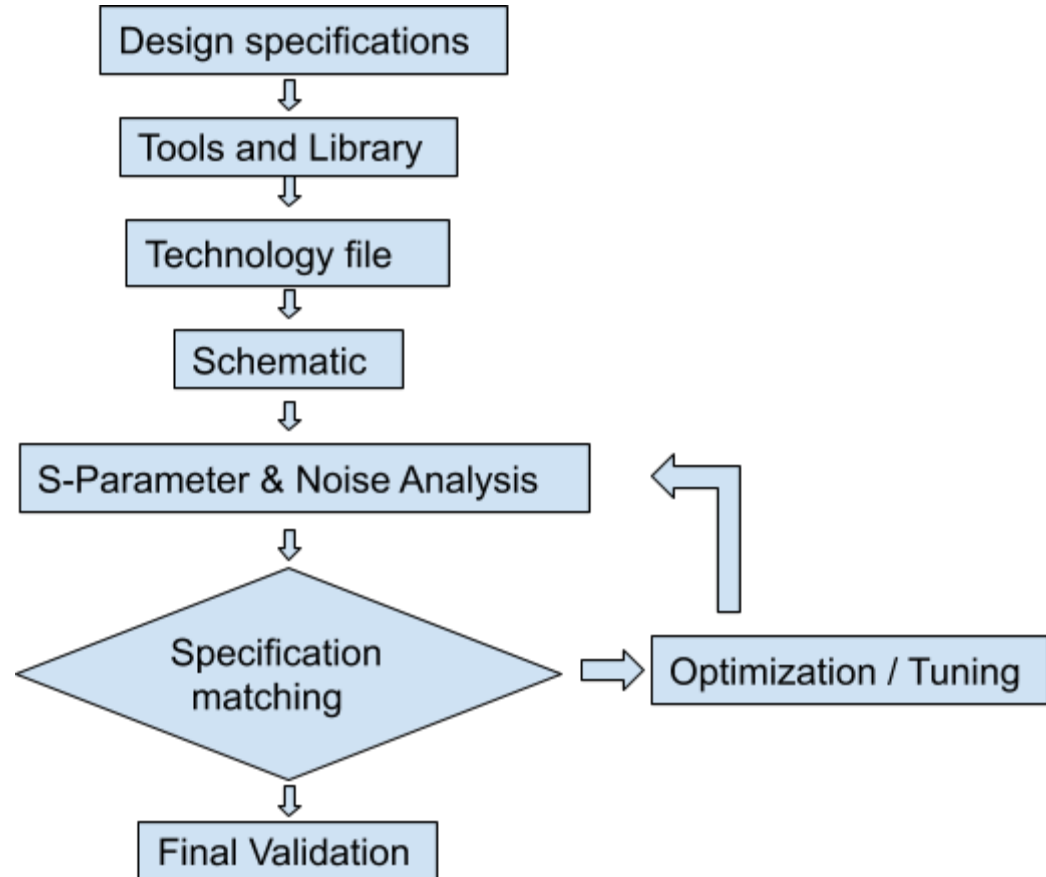 Design specifications
Tools and Library
Technology file
Schematic
S-Parameter & Noise Analysis
Specification
matching
Optimization / Tuning
Final Validation